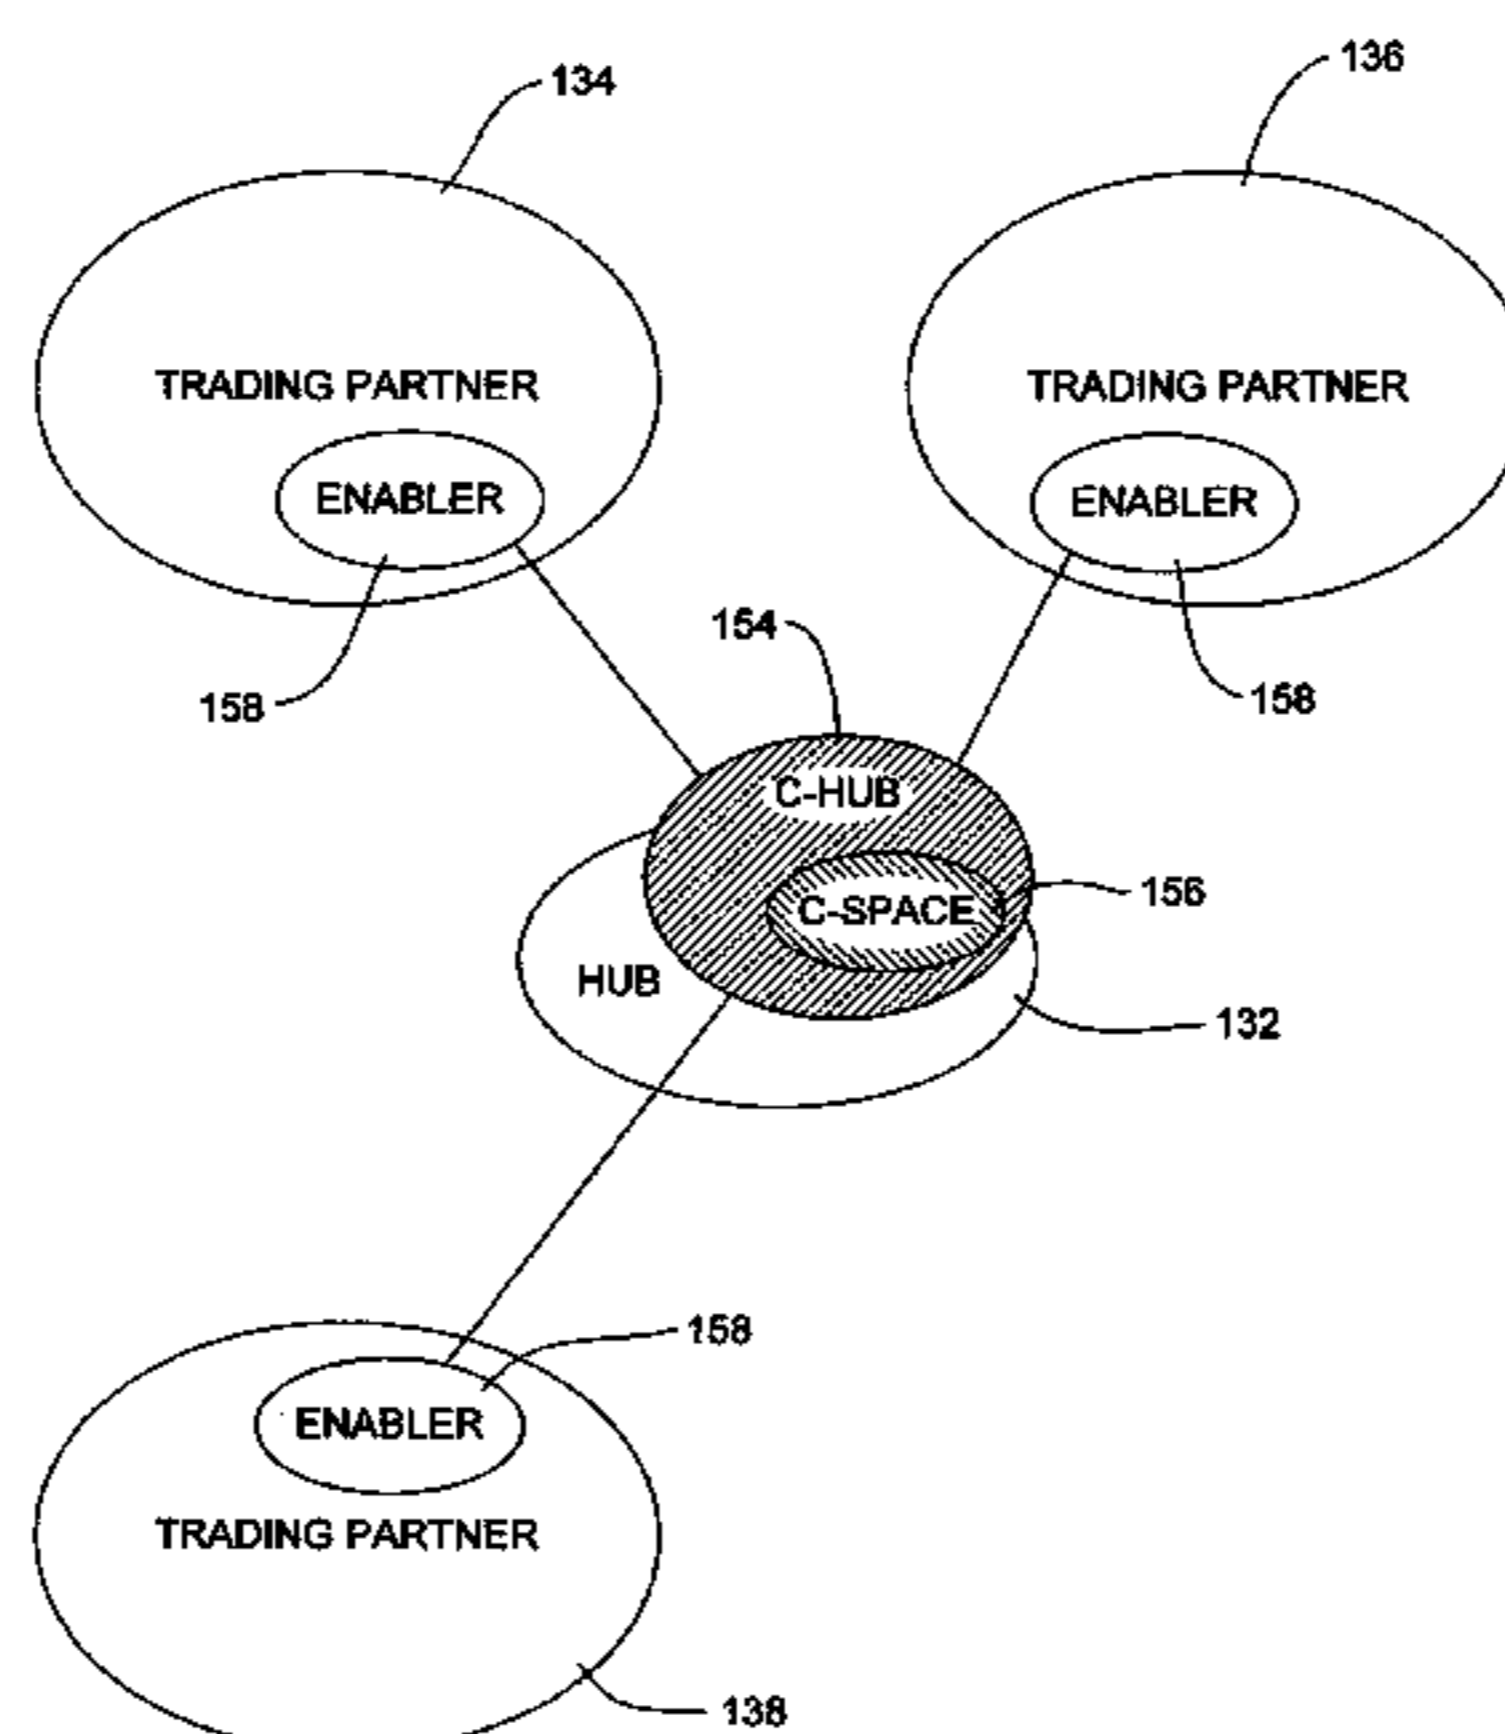 134
136
TRADING PARTNER
TRADING PARTNER
ENABLER
ENABLER
154
158
158
C-HUB
156
C-SPACE
HUB
132
158
ENABLER
TRADING PARTNER
138